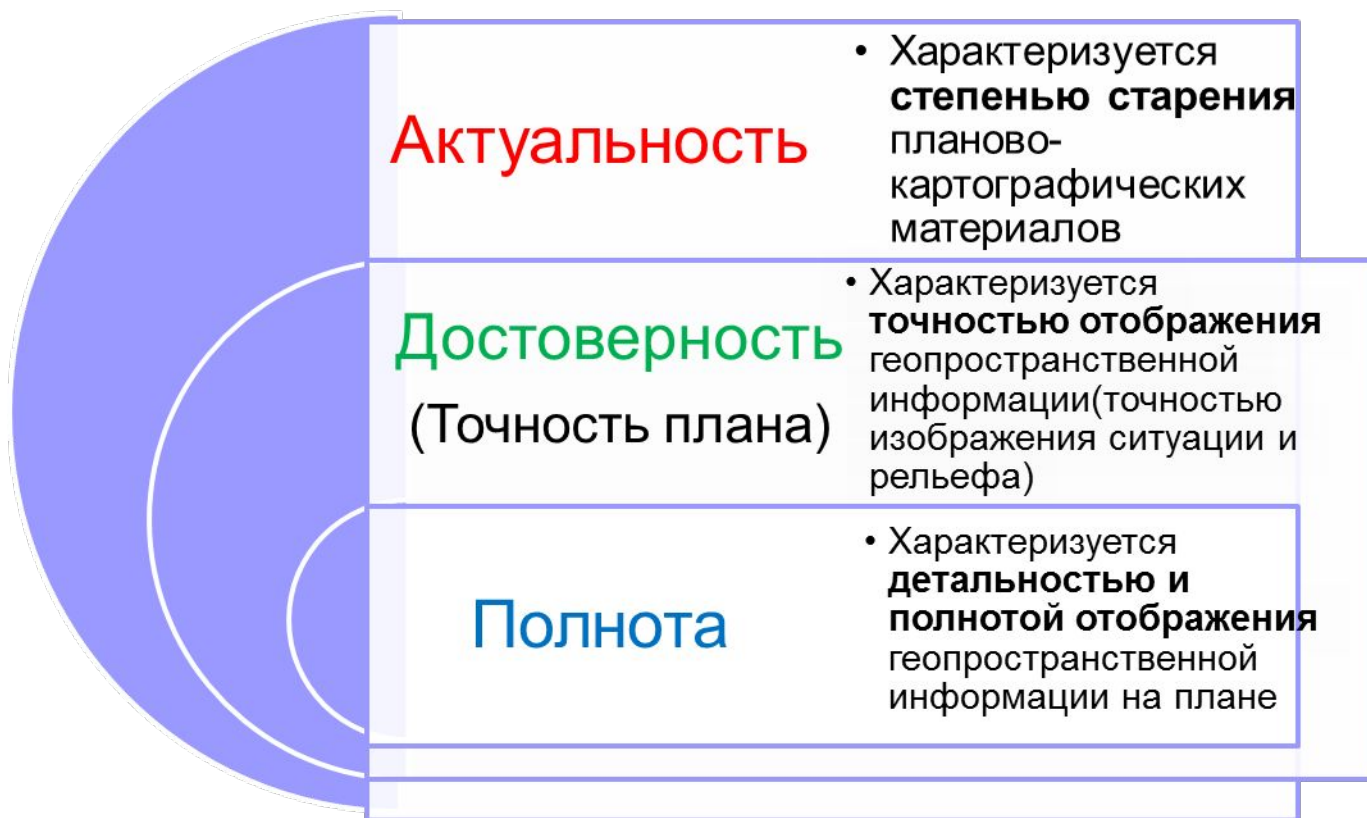 Актуальность
• Характеризуется
степенью старения
планово-
картографических
материалов
Достоверность
(Точность плана)
• Характеризуется
точностью отображения
геопространственной
информации(точностью
изображения ситуации и
рельефа)
Полнота
• Характеризуется
детальностью и
полнотой отображения
геопространственной
информации на плане